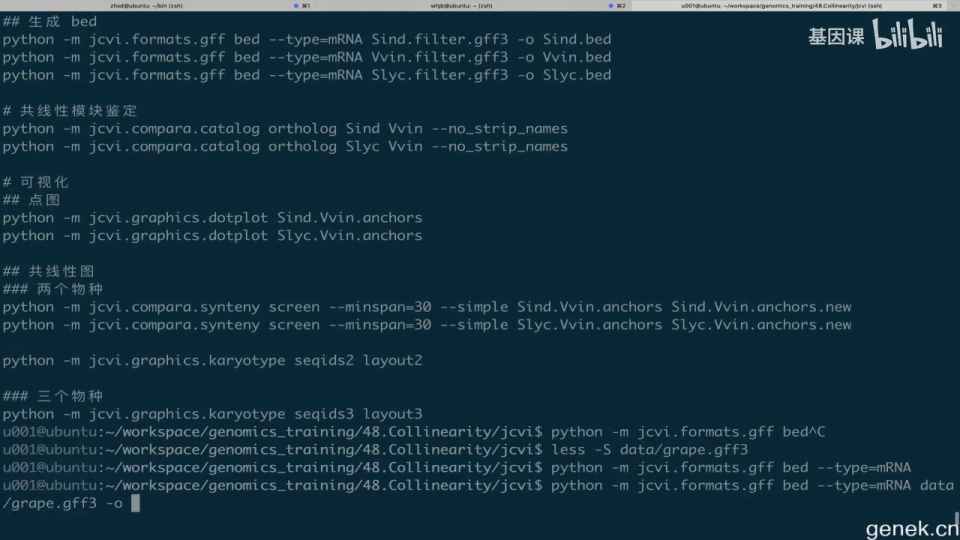 zhxd@ubuntu: ~/bin (zsh) ⌘1 whjb@ubuntu: ~ (zsh) ⌘2 u001@ubuntu: ~/workspace/genomics_training/48.Collinearity/jcvi (ssh) ⌘3
基因课 bilibili
## 生成 bed
python -m jcvi.formats.gff bed --type=mRNA Sind.filter.gff3 -o Sind.bed
python -m jcvi.formats.gff bed --type=mRNA Vvin.filter.gff3 -o Vvin.bed
python -m jcvi.formats.gff bed --type=mRNA Slyc.filter.gff3 -o Slyc.bed
# 共线性模块鉴定
python -m jcvi.compara.catalog ortholog Sind Vvin --no_strip_names
python -m jcvi.compara.catalog ortholog Slyc Vvin --no_strip_names
# 可视化
## 点图
python -m jcvi.graphics.dotplot Sind.Vvin.anchors
python -m jcvi.graphics.dotplot Slyc.Vvin.anchors
## 共线性图
### 两个物种
python -m jcvi.compara.synteny screen --minspan=30 --simple Sind.Vvin.anchors Sind.Vvin.anchors.new
python -m jcvi.compara.synteny screen --minspan=30 --simple Slyc.Vvin.anchors Slyc.Vvin.anchors.new
python -m jcvi.graphics.karyotype seqids2 layout2
### 三个物种
python -m jcvi.graphics.karyotype seqids3 layout3
u001@ubuntu:~/workspace/genomics_training/48.Collinearity/jcvi$ python -m jcvi.formats.gff bed^C
u001@ubuntu:~/workspace/genomics_training/48.Collinearity/jcvi$ less -S data/grape.gff3
u001@ubuntu:~/workspace/genomics_training/48.Collinearity/jcvi$ python -m jcvi.formats.gff bed --type=mRNA
u001@ubuntu:~/workspace/genomics_training/48.Collinearity/jcvi$ python -m jcvi.formats.gff bed --type=mRNA data
/grape.gff3 -o
genek.cn